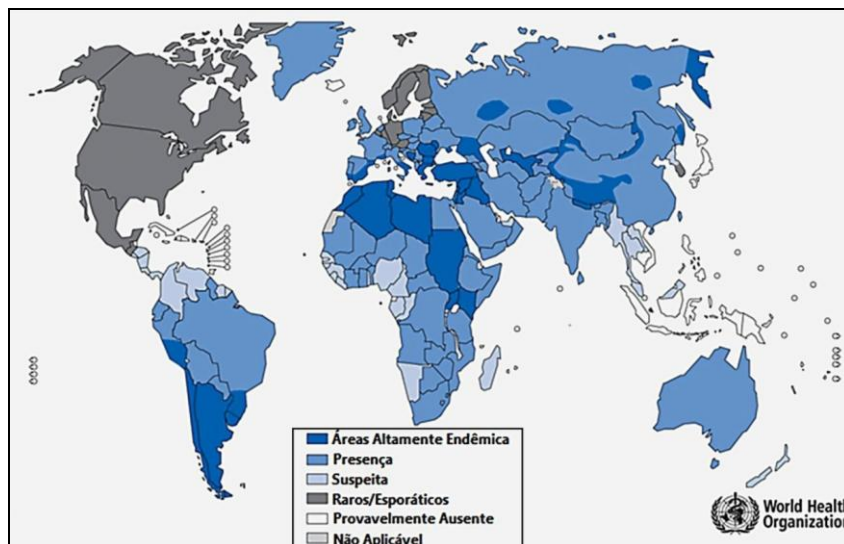 Áreas Altamente Endêmica
Presença
Suspeita
Raros/Esporáticos
Provavelmente Ausente
Não Aplicável
World Health
Organization